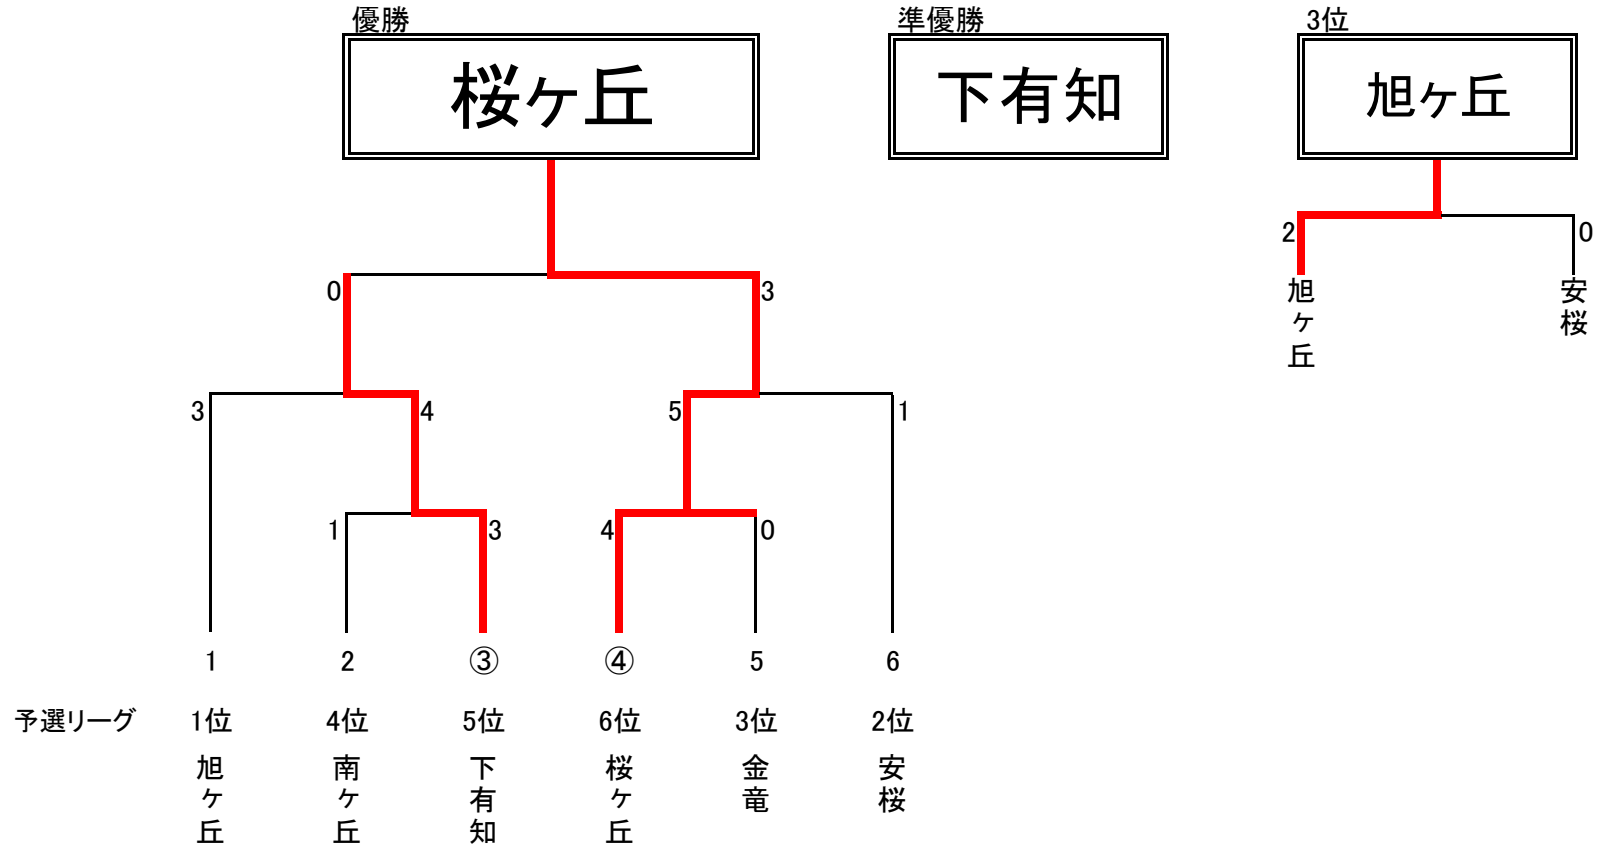 優勝
準優勝
3位
桜ヶ丘
下有知
旭ヶ丘
2
0
旭ヶ丘
安桜
0
3
3
4
5
1
1
3
4
0
1
2
③
④
5
6
予選リーグ
1位
4位
5位
6位
3位
2位
旭ヶ丘
南ヶ丘
下有知
桜ヶ丘
金竜
安桜